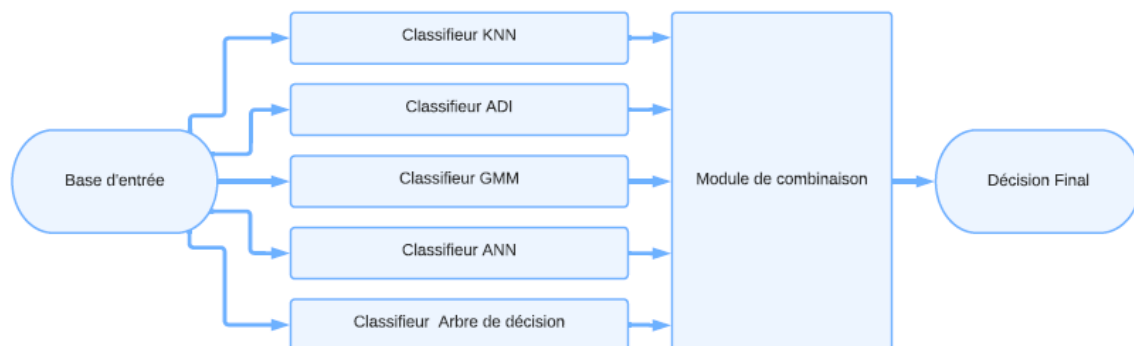 Classifieur KNN
Classifieur ADI
Base d'entrée
Classifieur GMM
Module de combinaison
Décision Final
Classifieur ANN
Classifieur Arbre de décision